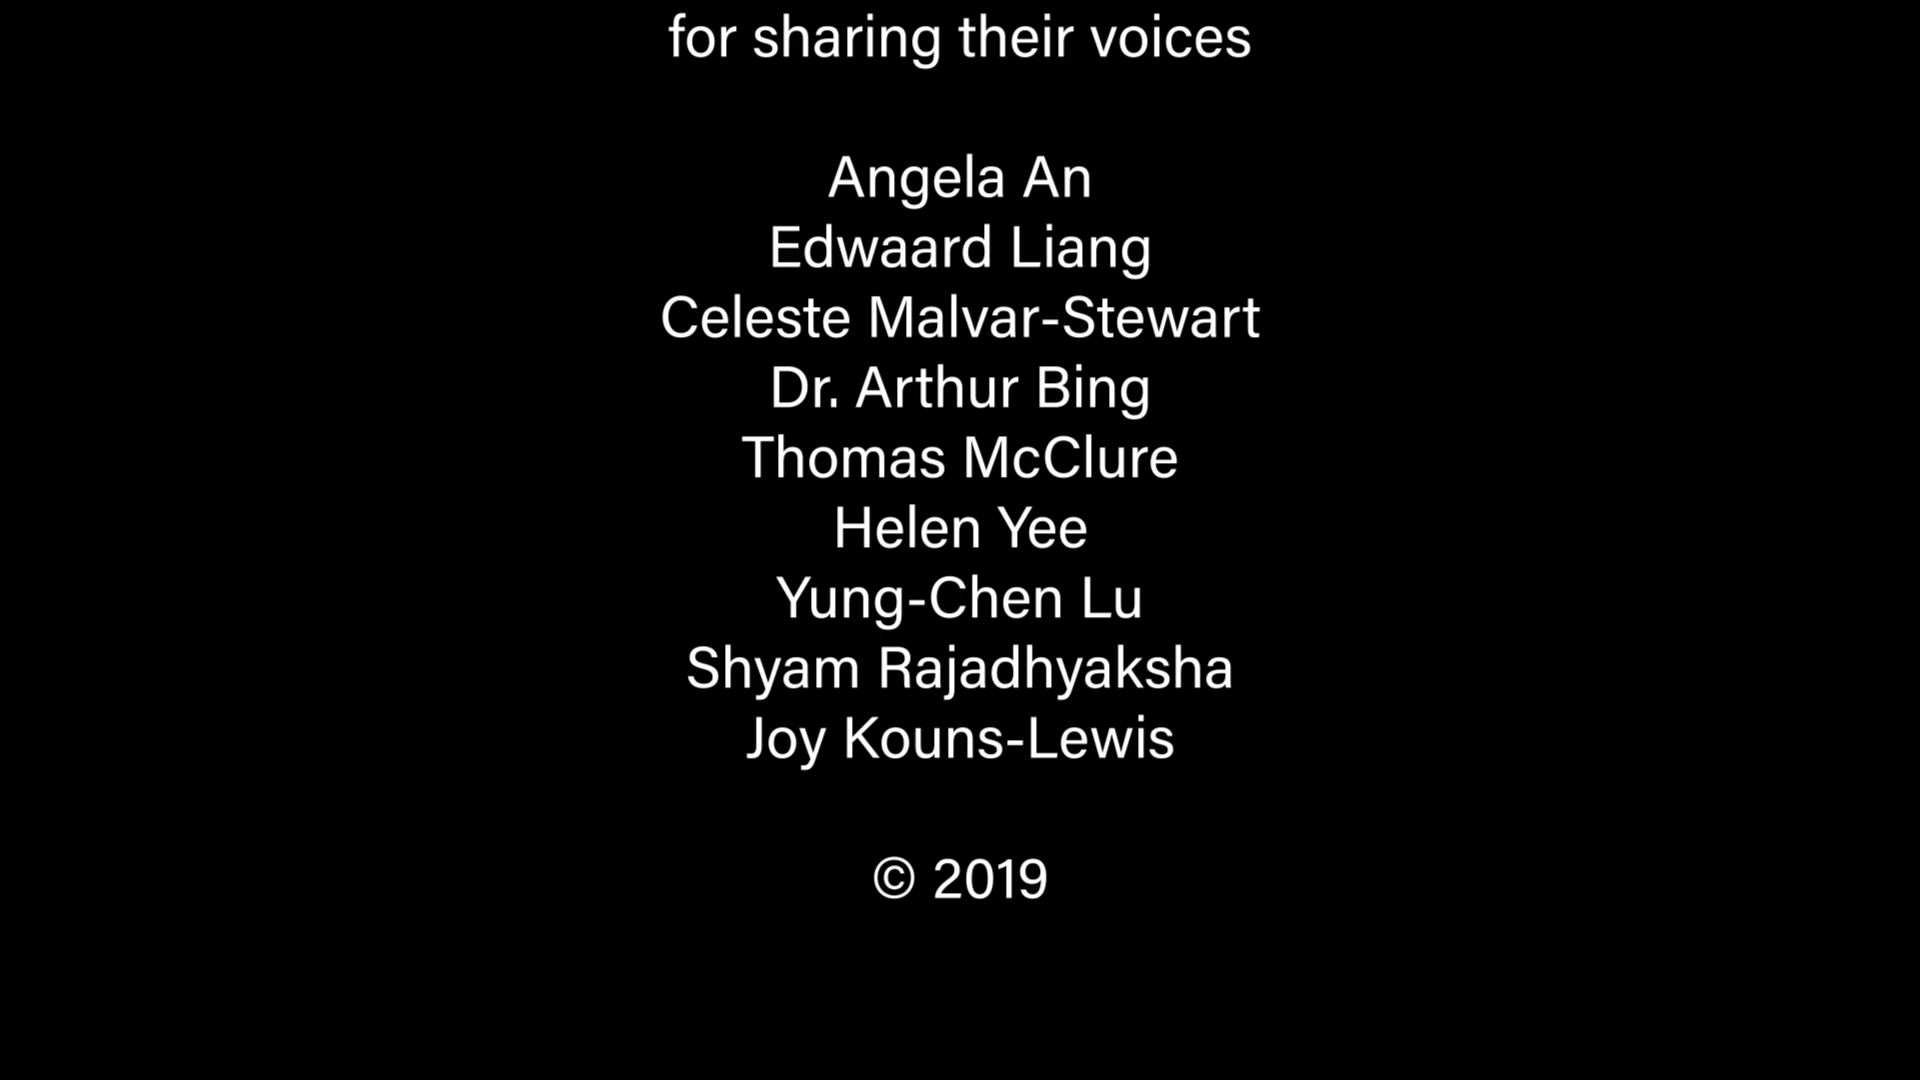 for sharing their voices
Angela An
Edwaard Liang
Celeste Malvar-Stewart
Dr. Arthur Bing
Thomas McClure
Helen Yee
Yung-Chen Lu
Shyam Rajadhyaksha
Joy Kouns-Lewis
© 2019